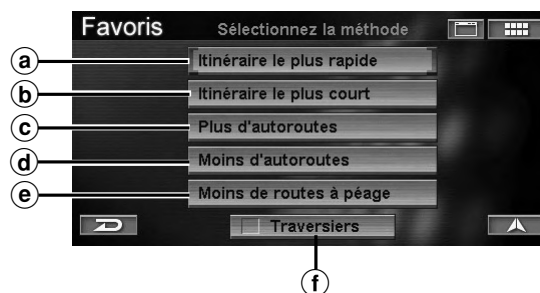 Favoris Sélectionnez la méthode
a Itinéraire le plus rapide
b Itinéraire le plus court
c Plus d'autoroutes
d Moins d'autoroutes
e Moins de routes à péage
Traversiers
f